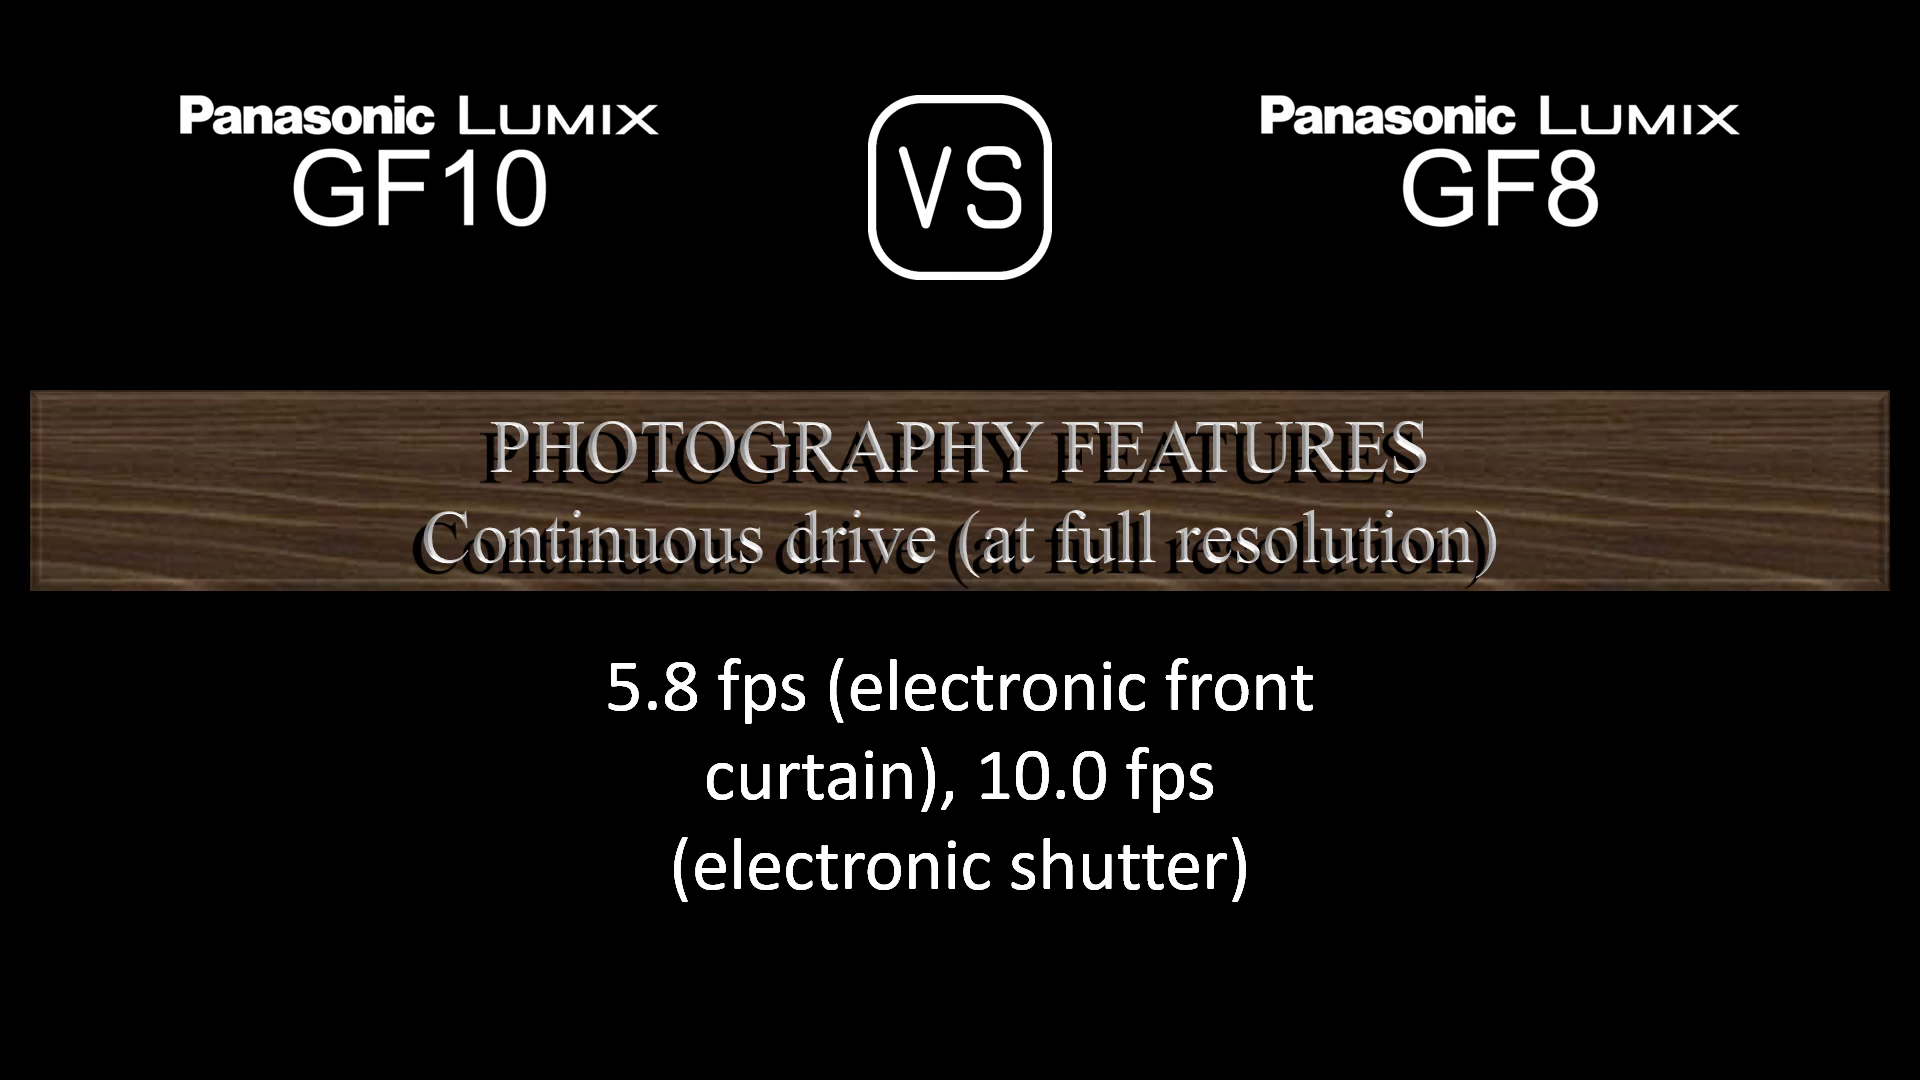 Panasonic LUMIX
GF10
VS
Panasonic LUMIX
GF8
PHOTOGRAPHY FEATURES
Continuous drive (at full resolution)
5.8 fps (electronic front
curtain), 10.0 fps
(electronic shutter)